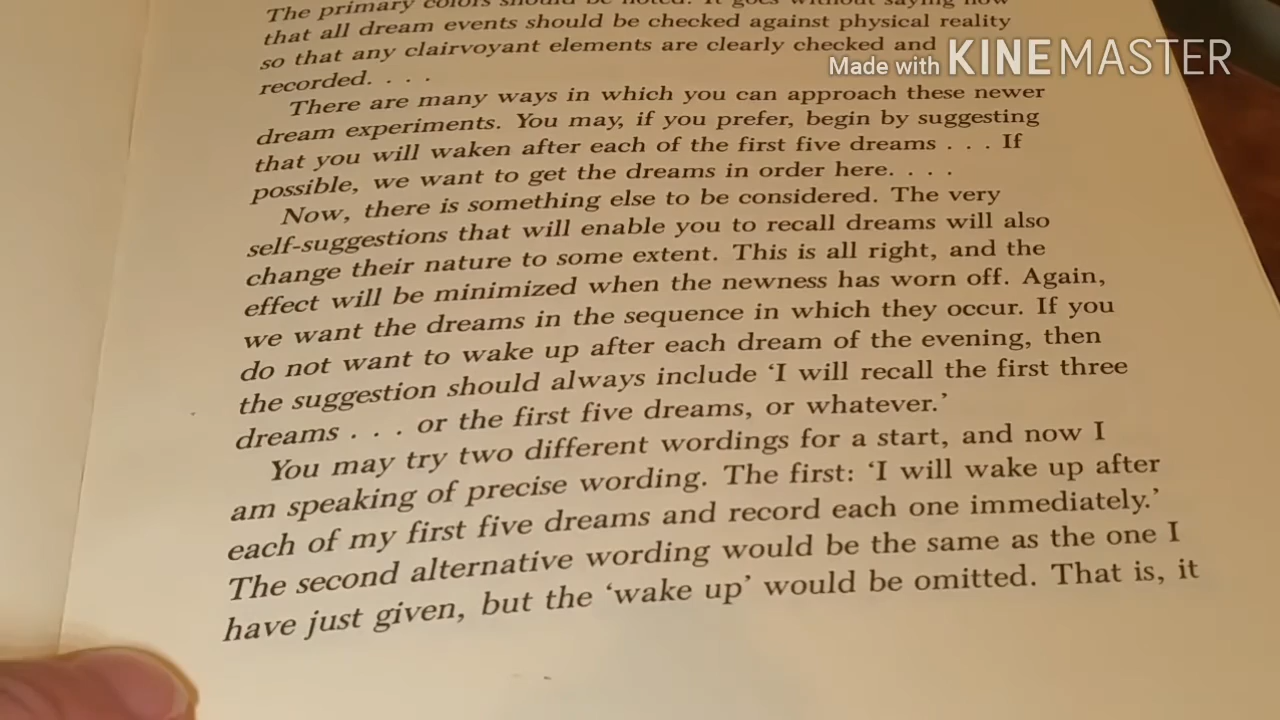 The primary colors should be noted. It goes without saying now
that all dream events should be checked against physical reality
so that any clairvoyant elements are clearly checked and
recorded. . . .
There are many ways in which you can approach these newer
dream experiments. You may, if you prefer, begin by suggesting
that you will waken after each of the first five dreams . . . If
possible, we want to get the dreams in order here. . . .
Now, there is something else to be considered. The very
self-suggestions that will enable you to recall dreams will also
change their nature to some extent. This is all right, and the
effect will be minimized when the newness has worn off. Again,
we want the dreams in the sequence in which they occur. If you
do not want to wake up after each dream of the evening, then
the suggestion should always include ‘I will recall the first three
dreams . . . or the first five dreams, or whatever.’
You may try two different wordings for a start, and now I
am speaking of precise wording. The first: ‘I will wake up after
each of my first five dreams and record each one immediately.’
The second alternative wording would be the same as the one I
have just given, but the ‘wake up’ would be omitted. That is, it
Made with KINEMASTER